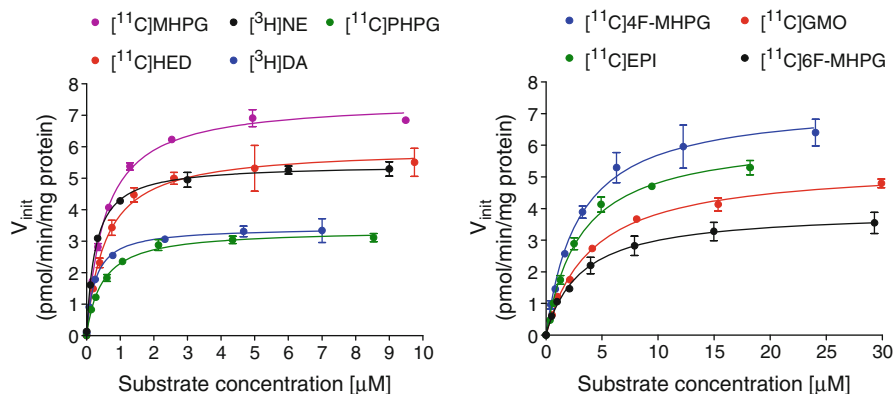 [¹¹C]MHPG [³H]NE [¹¹C]PHPG
[¹¹C]HED [³H]DA
8
7
6
5
4
3
2
1
0
V_init
(pmol/min/mg protein)
0 1 2 3 4 5 6 7 8 9 10
Substrate concentration [µM]
[¹¹C]4F-MHPG [¹¹C]GMO
[¹¹C]EPI [¹¹C]6F-MHPG
8
7
6
5
4
3
2
1
0
V_init
(pmol/min/mg protein)
0 5 10 15 20 25 30
Substrate concentration [µM]